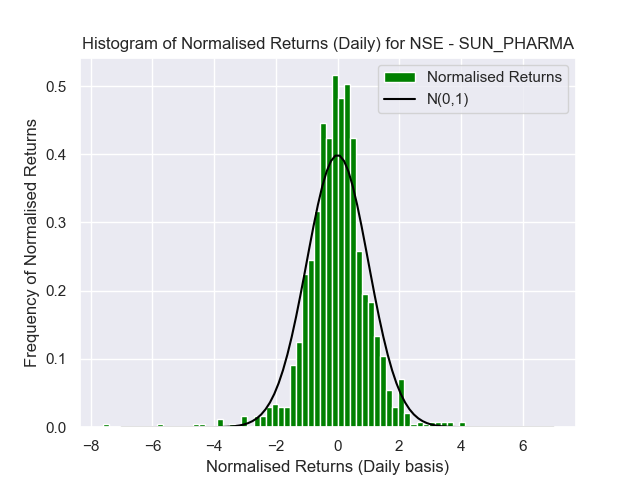 Histogram of Normalised Returns (Daily) for NSE - SUN_PHARMA
Normalised Returns
N(0,1)
Frequency of Normalised Returns
0.5
0.4
0.3
0.2
0.1
0.0
−8 −6 −4 −2 0 2 4 6
Normalised Returns (Daily basis)